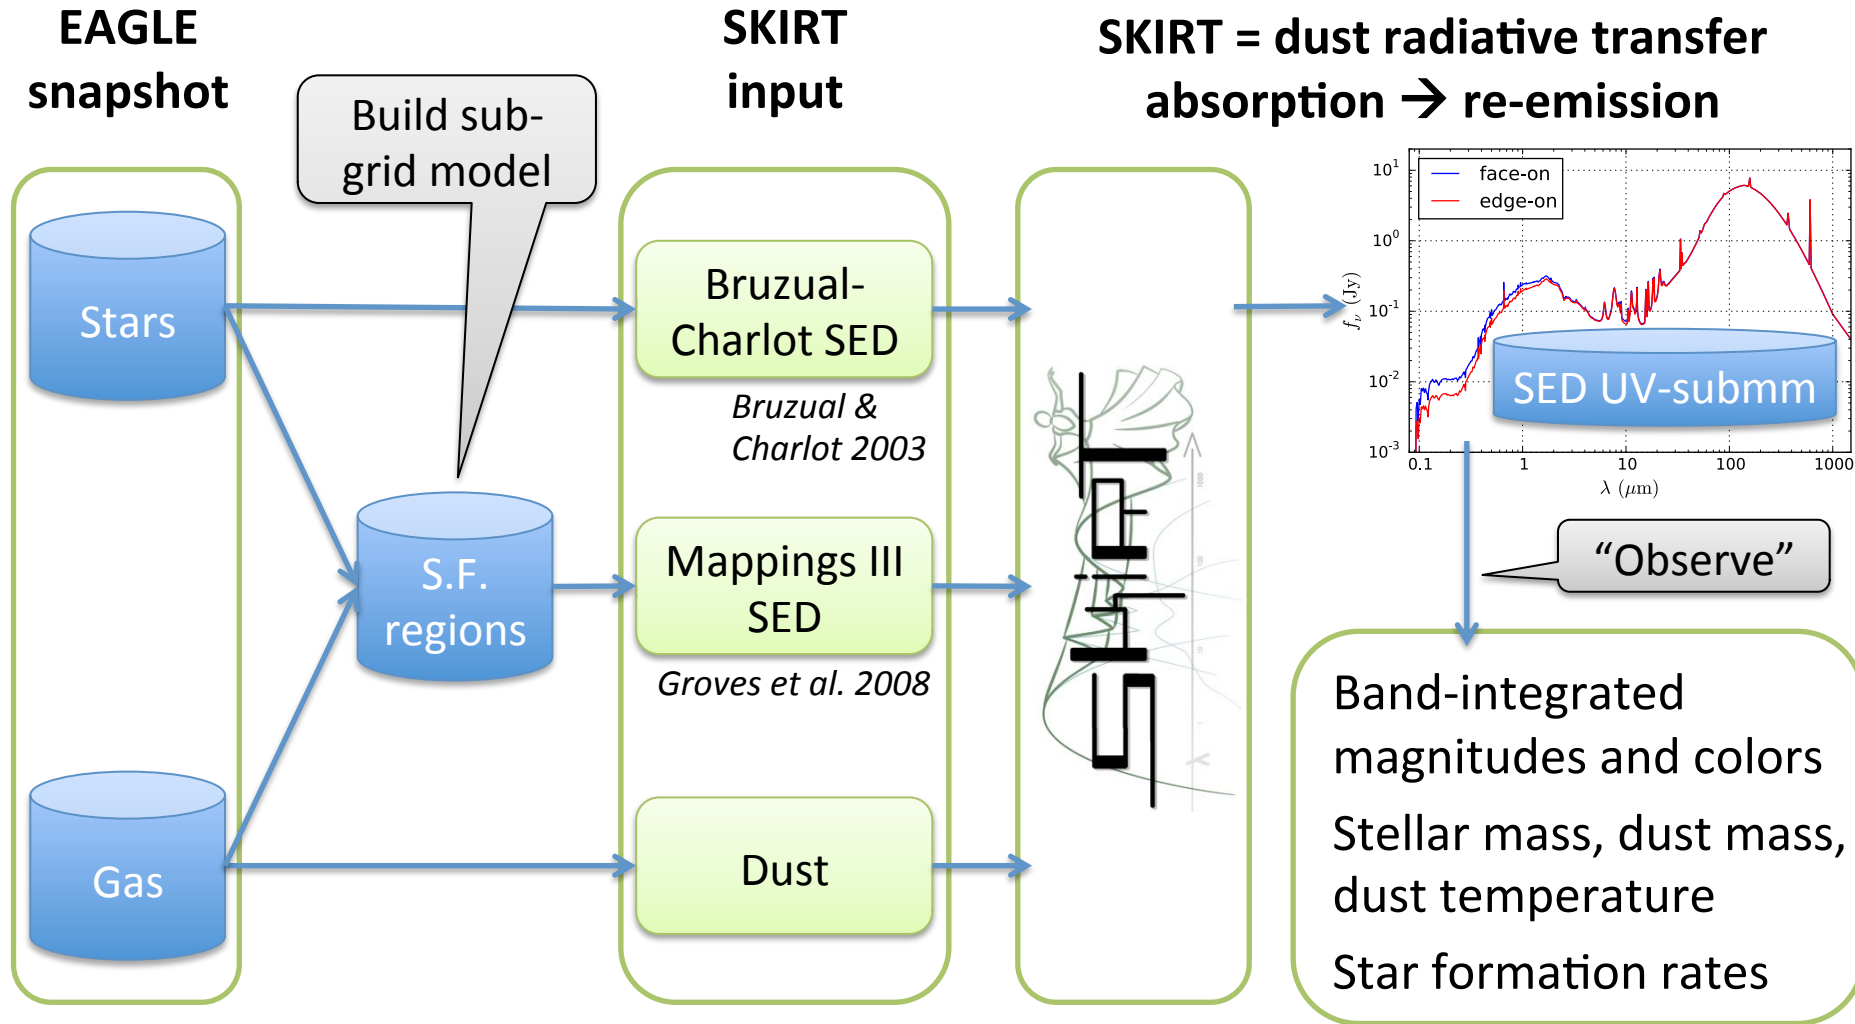 EAGLE
snapshot
SKIRT
input
SKIRT = dust radiative transfer
absorption → re-emission
Build sub-
grid model
Stars
Gas
S.F.
regions
Bruzual-
Charlot SED
Bruzual &
Charlot 2003
Mappings III
SED
Groves et al. 2008
Dust
SKIRT
face-on
edge-on
10¹
10⁰
10⁻¹
10⁻²
10⁻³
fν (Jy)
0.1 1 10 100 1000
λ (μm)
SED UV-submm
“Observe”
Band-integrated
magnitudes and colors
Stellar mass, dust mass,
dust temperature
Star formation rates